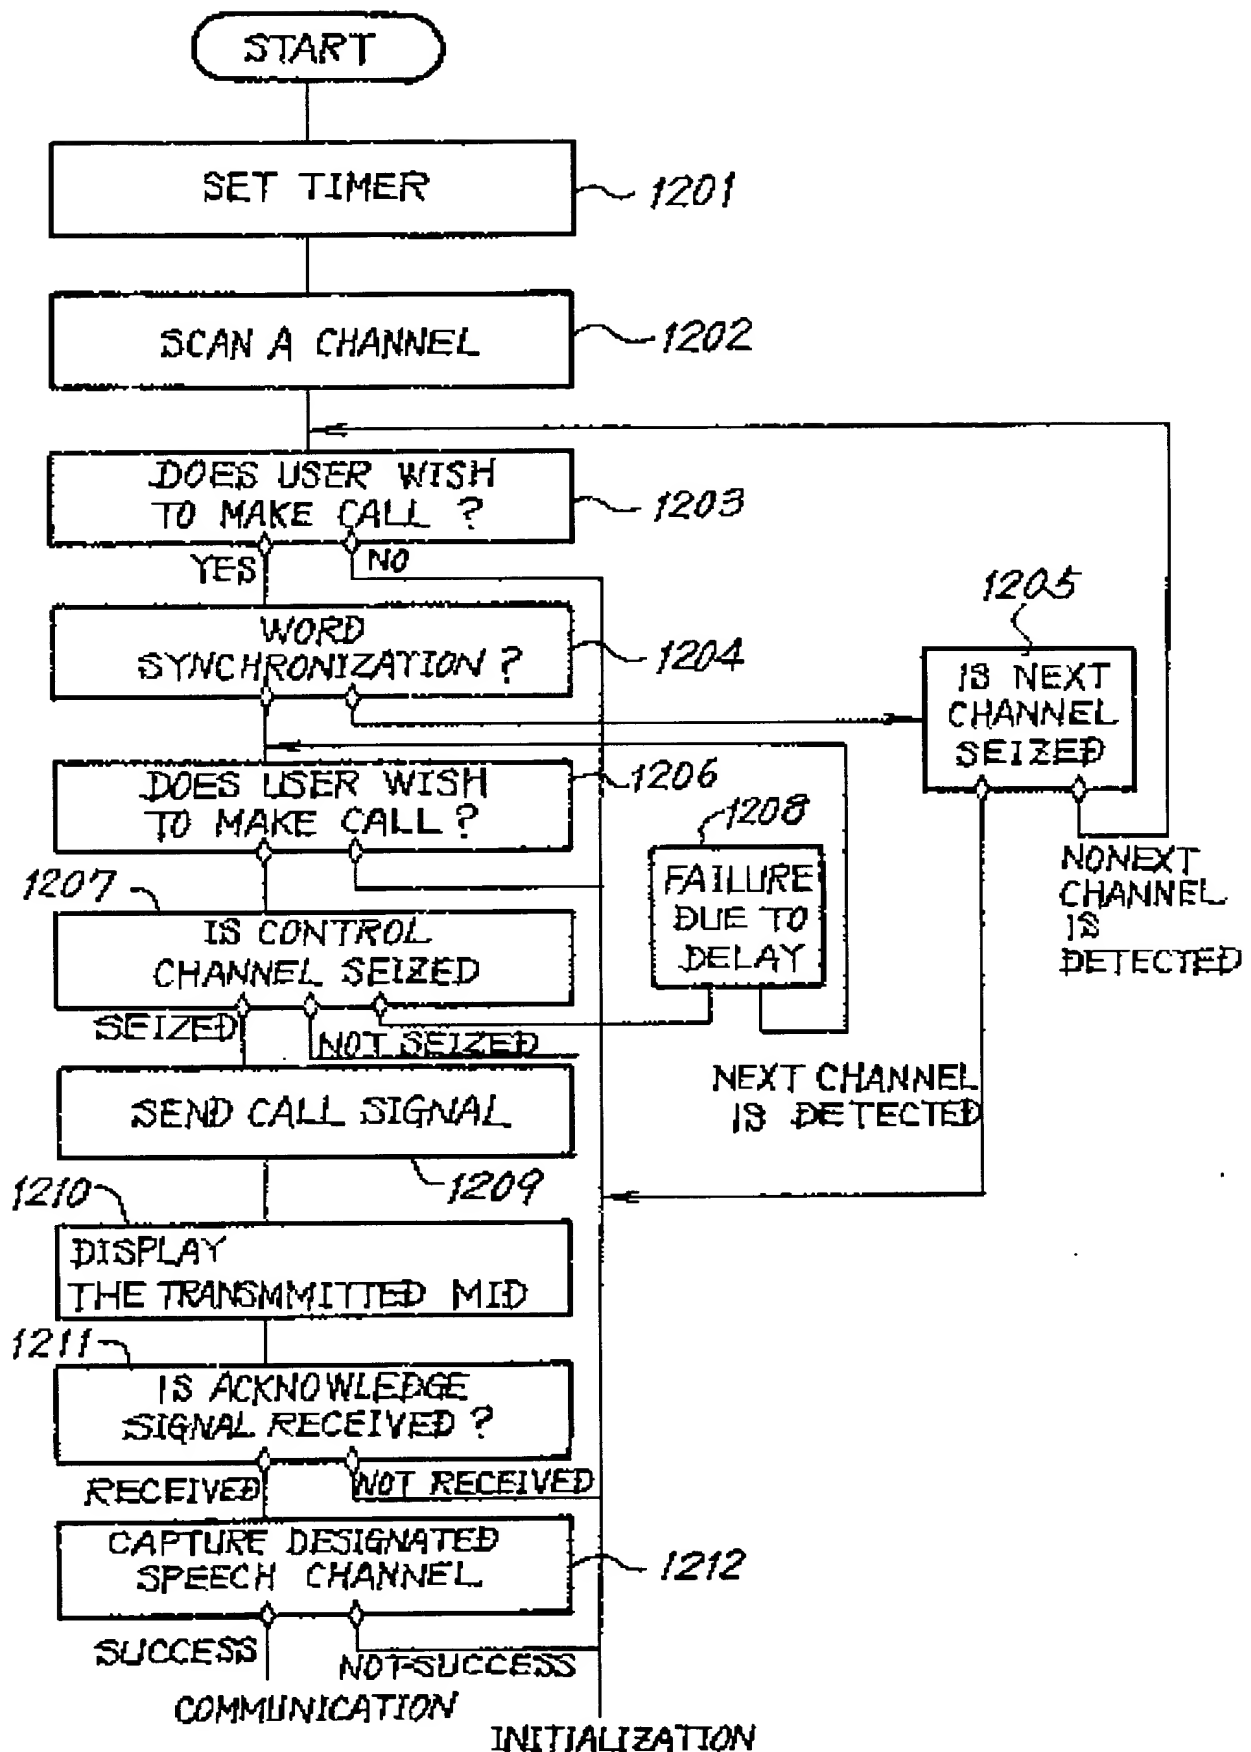 START
SET TIMER
1201
SCAN A CHANNEL
1202
DOES USER WISH
TO MAKE CALL ?
1203
YES
NO
WORD
SYNCHRONIZATION ?
1204
1205
IS NEXT
CHANNEL
SEIZED
DOES USER WISH
TO MAKE CALL?
1206
1208
FAILURE
DUE TO
DELAY
NONEXT
CHANNEL
IS
DETECTED
1207
IS CONTROL
CHANNEL SEIZED
SEIZED
NOT SEIZED
NEXT CHANNEL
IS DETECTED
SEND CALL SIGNAL
1209
1210
DISPLAY
THE TRANSMMITTED MID
1211
IS ACKNOWLEDGE
SIGNAL RECEIVED ?
RECEIVED
NOT RECEIVED
CAPTURE DESIGNATED
SPEECH CHANNEL
1212
SUCCESS
NOT-SUCCESS
COMMUNICATION
INITIALIZATION